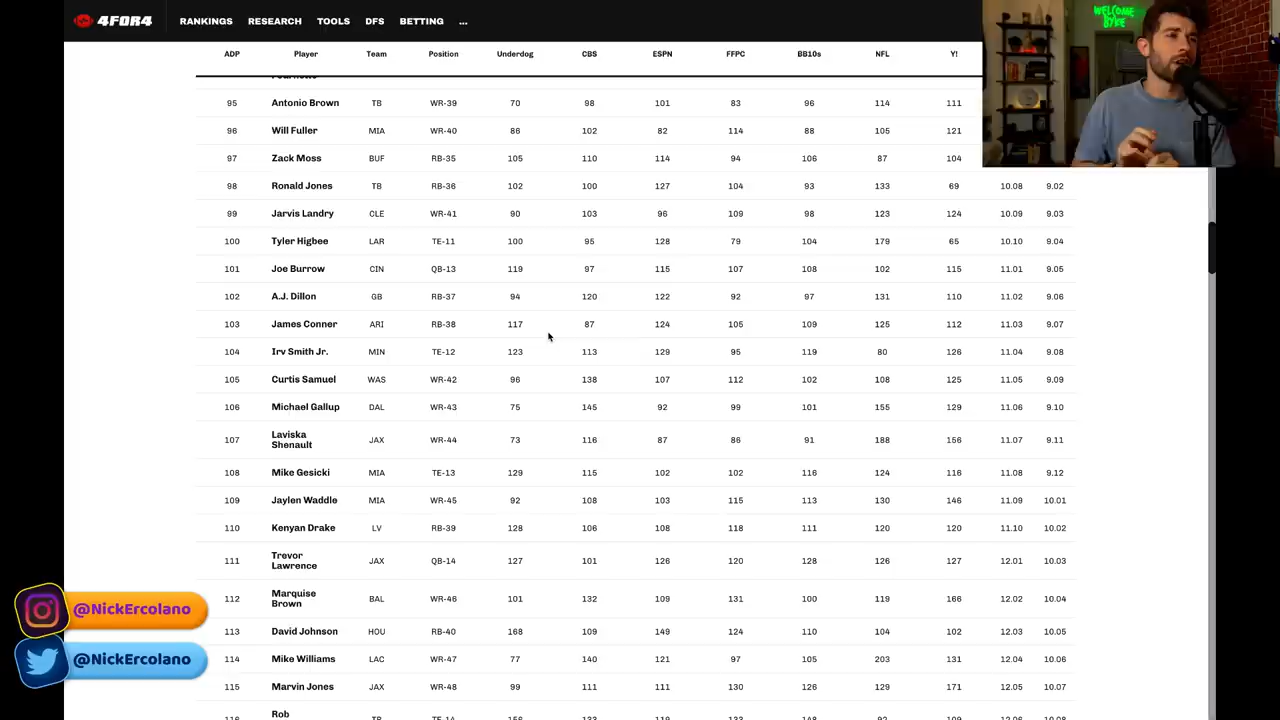 4FOR4 RANKINGS RESEARCH TOOLS DFS BETTING ...
WELCOME
ADP Player Team Position Underdog CBS ESPN FFPC BB10s NFL Y!
95 Antonio Brown TB WR-39 70 98 101 83 96 114 111
96 Will Fuller MIA WR-40 86 102 82 114 88 105 121
97 Zack Moss BUF RB-35 105 110 114 94 106 87 104
98 Ronald Jones TB RB-36 102 100 127 104 93 133 69 10.08 9.02
99 Jarvis Landry CLE WR-41 90 103 96 109 98 123 124 10.09 9.03
100 Tyler Higbee LAR TE-11 100 95 128 79 104 179 65 10.10 9.04
101 Joe Burrow CIN QB-13 119 97 115 107 108 102 115 11.01 9.05
102 A.J. Dillon GB RB-37 94 120 122 92 97 131 110 11.02 9.06
103 James Conner ARI RB-38 117 87 124 105 109 125 112 11.03 9.07
104 Irv Smith Jr. MIN TE-12 123 113 129 95 119 80 126 11.04 9.08
105 Curtis Samuel WAS WR-42 96 138 107 112 102 108 125 11.05 9.09
106 Michael Gallup DAL WR-43 75 145 92 99 101 155 129 11.06 9.10
107 Laviska Shenault JAX WR-44 73 116 87 86 91 188 156 11.07 9.11
108 Mike Gesicki MIA TE-13 129 115 102 102 116 124 116 11.08 9.12
109 Jaylen Waddle MIA WR-45 92 108 103 115 113 130 146 11.09 10.01
110 Kenyan Drake LV RB-39 128 106 108 118 111 120 120 11.10 10.02
111 Trevor Lawrence JAX QB-14 127 101 126 120 128 126 127 12.01 10.03
112 Marquise Brown BAL WR-46 101 132 109 131 100 119 166 12.02 10.04
113 David Johnson HOU RB-40 168 109 149 124 110 104 102 12.03 10.05
114 Mike Williams LAC WR-47 77 140 121 97 105 203 131 12.04 10.06
115 Marvin Jones JAX WR-48 99 111 111 130 126 129 171 12.05 10.07
Rob
@NickErcolano
@NickErcolano